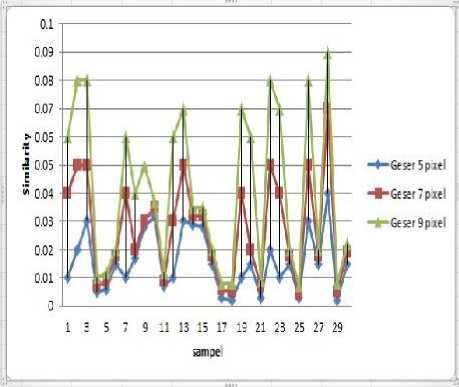 0.1
0.09
0.08
0.07
0.06
0.05
0.04
0.03
0.02
0.01
0
Similarity
1 3 5 7 9 11 13 15 17 19 21 23 25 27 29
sampel
Geser 5 pixel
Geser 7 pixel
Geser 9 pixel